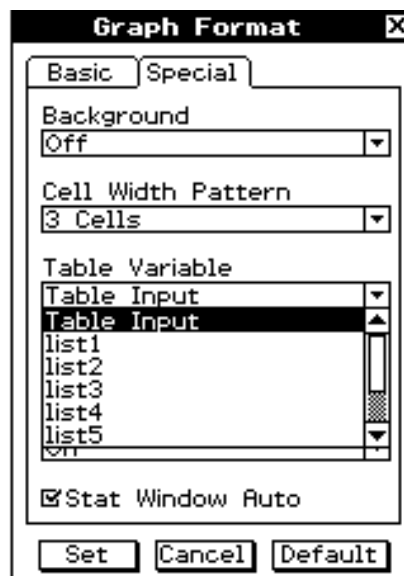 Graph Format
Basic Special
Background
Off
Cell Width Pattern
3 Cells
Table Variable
Table Input
Table Input
list1
list2
list3
list4
list5
Stat Window Auto
Set Cancel Default